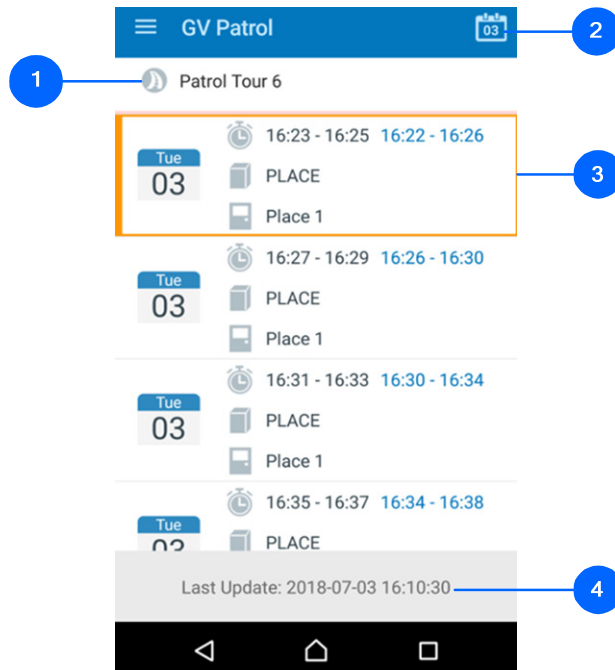 GV Patrol
03
2
1
Patrol Tour 6
16:23 - 16:25 16:22 - 16:26
Tue
03
PLACE
Place 1
3
16:27 - 16:29 16:26 - 16:30
Tue
03
PLACE
Place 1
16:31 - 16:33 16:30 - 16:34
Tue
03
PLACE
Place 1
16:35 - 16:37 16:34 - 16:38
Tue
03
PLACE
Last Update: 2018-07-03 16:10:30
4